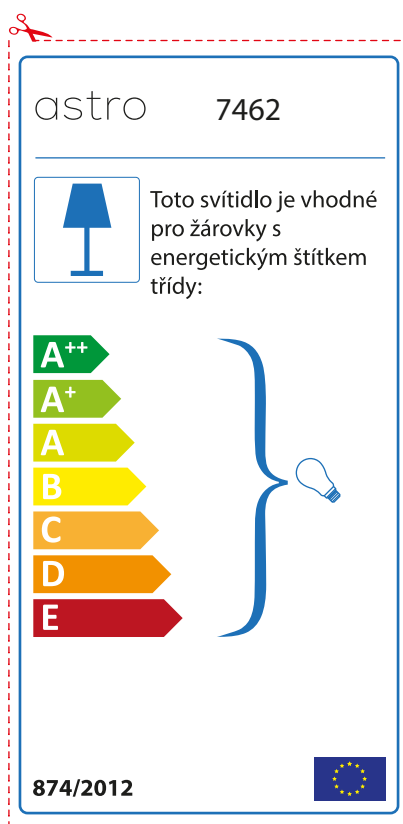 astro 7462
Toto svítidlo je vhodné
pro žárovky s
energetickým štítkem
třídy:
A++
A+
A
B
C
D
E
874/2012